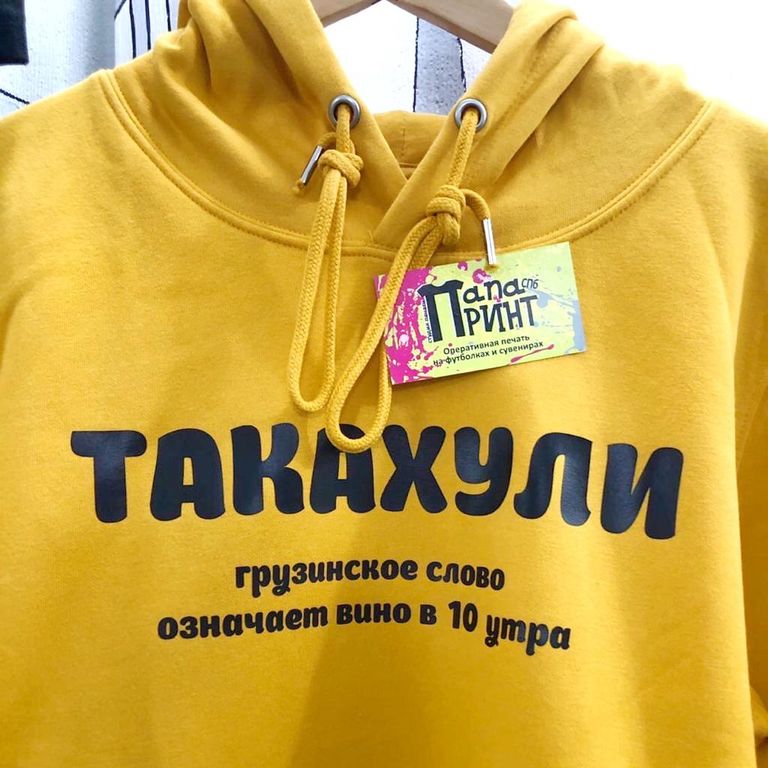 Папа СПб
ПРИНТ
Оперативная печать
на футболках и сувенирах
ТАКАХУЛИ
грузинское слово
означает вино в 10 утра